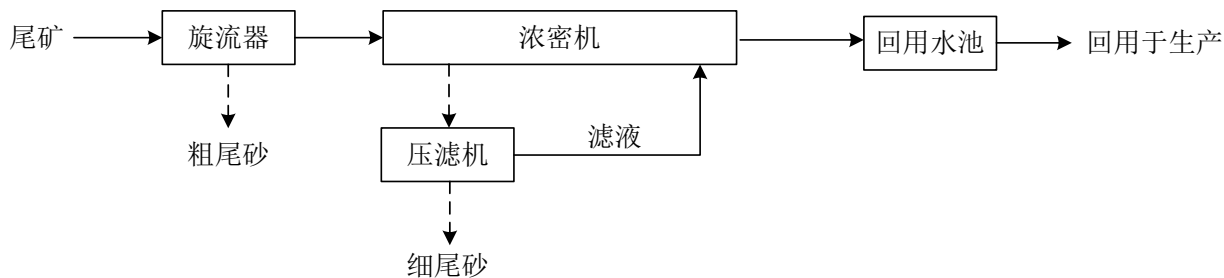 尾矿
旋流器
浓密机
回用水池
回用于生产
粗尾砂
压滤机
滤液
细尾砂